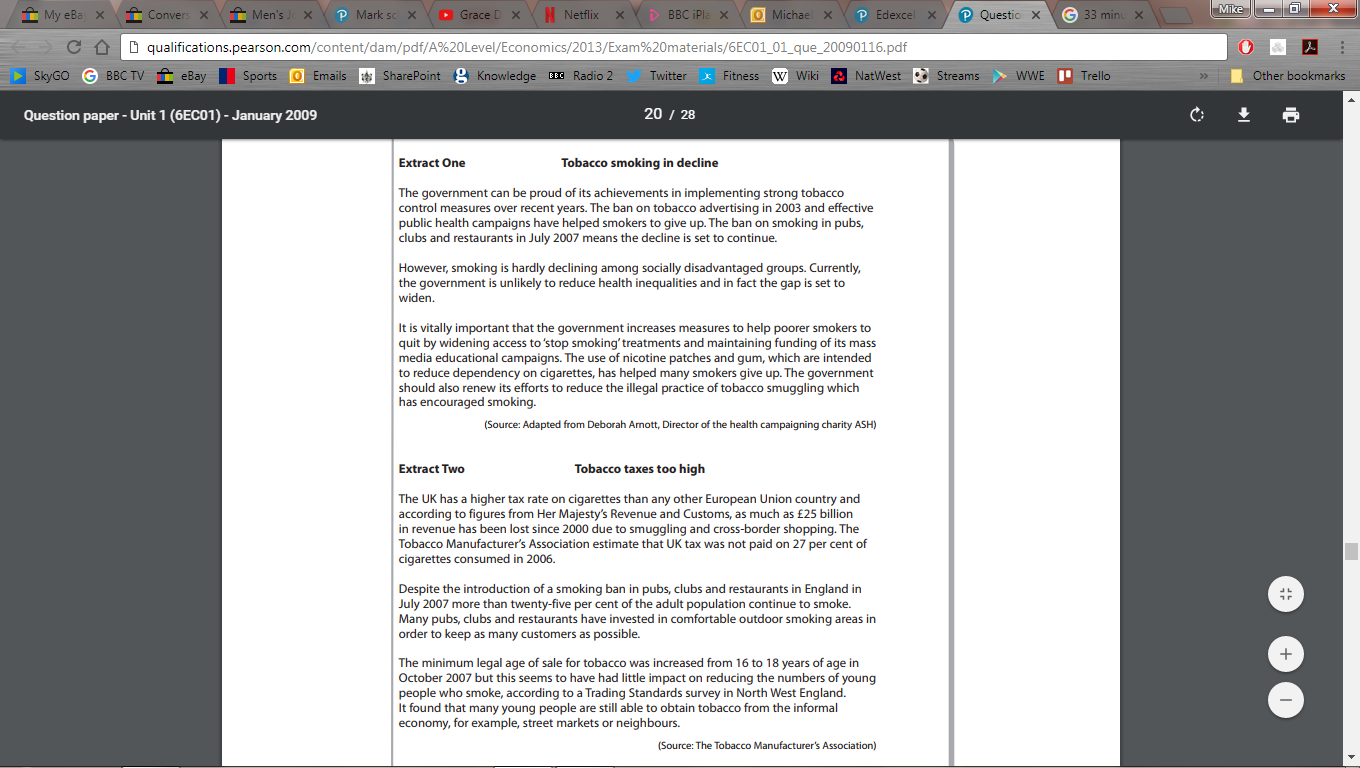 My eBa
Convers
Men's J
Mark sc
Grace D
Netflix
BBC iPla
Michael
Edexcel
Questio
33 minu
Mike
qualifications.pearson.com/content/dam/pdf/A%20Level/Economics/2013/Exam%20materials/6EC01_01_que_20090116.pdf
SkyGO
BBC TV
eBay
Sports
Emails
SharePoint
Knowledge
BBC Radio 2
Twitter
Fitness
W Wiki
NatWest
Streams
WWE
Trello
»
Other bookmarks
Question paper - Unit 1 (6EC01) - January 2009
20 / 28
Extract One Tobacco smoking in decline
The government can be proud of its achievements in implementing strong tobacco
control measures over recent years. The ban on tobacco advertising in 2003 and effective
public health campaigns have helped smokers to give up. The ban on smoking in pubs,
clubs and restaurants in July 2007 means the decline is set to continue.
However, smoking is hardly declining among socially disadvantaged groups. Currently,
the government is unlikely to reduce health inequalities and in fact the gap is set to
widen.
It is vitally important that the government increases measures to help poorer smokers to
quit by widening access to 'stop smoking' treatments and maintaining funding of its mass
media educational campaigns. The use of nicotine patches and gum, which are intended
to reduce dependency on cigarettes, has helped many smokers give up. The government
should also renew its efforts to reduce the illegal practice of tobacco smuggling which
has encouraged smoking.
(Source: Adapted from Deborah Arnott, Director of the health campaigning charity ASH)
Extract Two Tobacco taxes too high
The UK has a higher tax rate on cigarettes than any other European Union country and
according to figures from Her Majesty's Revenue and Customs, as much as £25 billion
in revenue has been lost since 2000 due to smuggling and cross-border shopping. The
Tobacco Manufacturer's Association estimate that UK tax was not paid on 27 per cent of
cigarettes consumed in 2006.
Despite the introduction of a smoking ban in pubs, clubs and restaurants in England in
July 2007 more than twenty-five per cent of the adult population continue to smoke.
Many pubs, clubs and restaurants have invested in comfortable outdoor smoking areas in
order to keep as many customers as possible.
The minimum legal age of sale for tobacco was increased from 16 to 18 years of age in
October 2007 but this seems to have had little impact on reducing the numbers of young
people who smoke, according to a Trading Standards survey in North West England.
It found that many young people are still able to obtain tobacco from the informal
economy, for example, street markets or neighbours.
(Source: The Tobacco Manufacturer's Association)